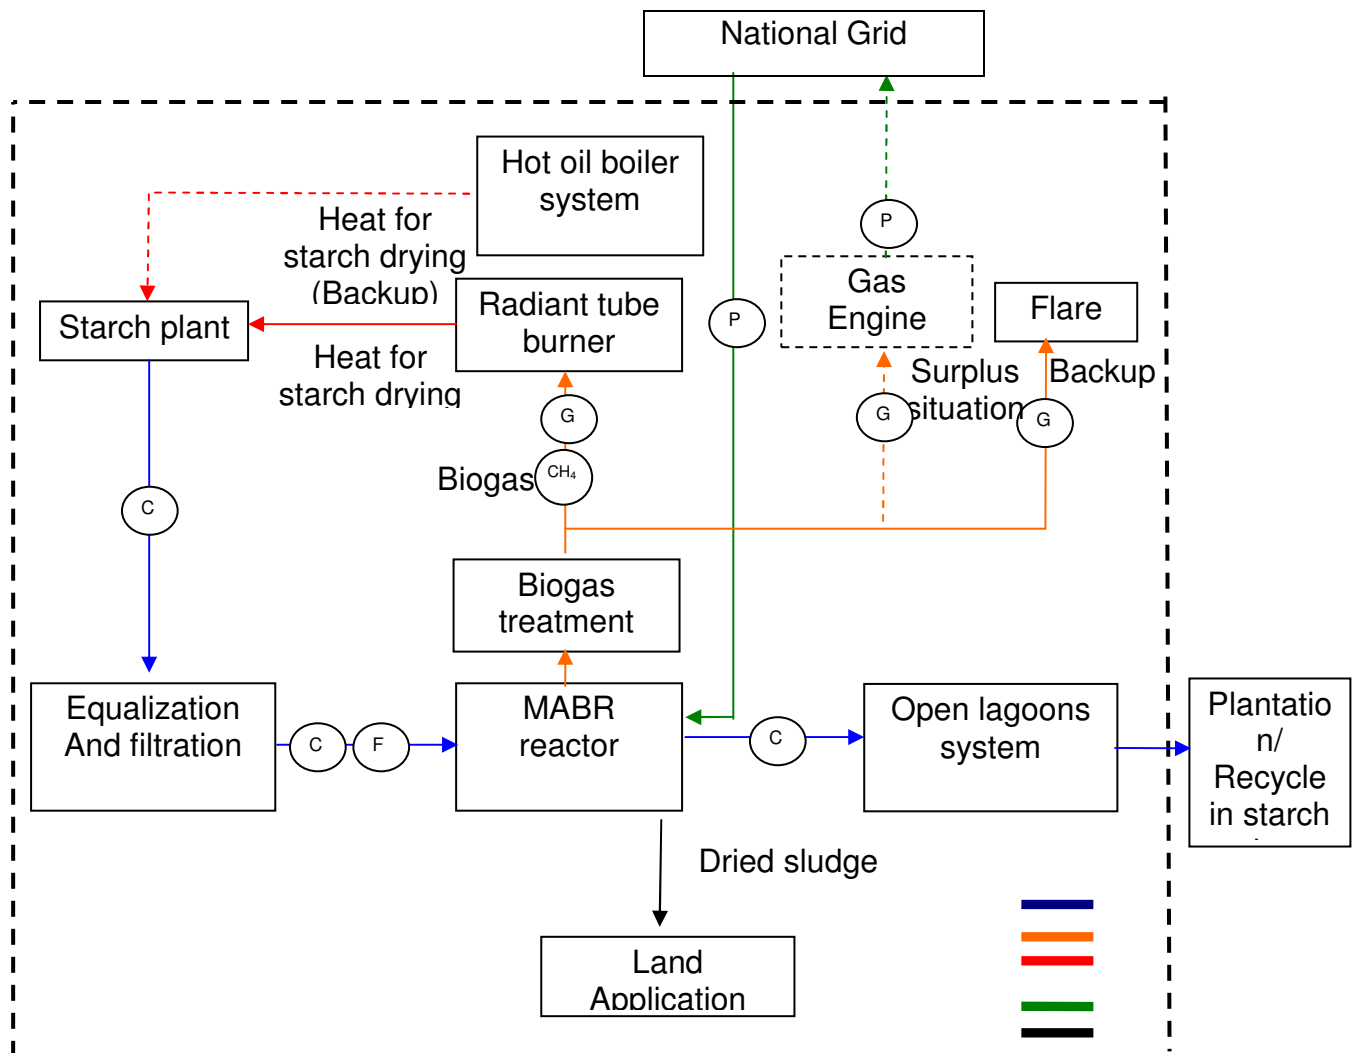 National Grid
Hot oil boiler
system
Heat for
starch drying
(Backup)
P
Gas
Engine
Flare
Starch plant
Radiant tube
burner
P
Heat for
starch drying
Surplus
situation
Backup
G
G
G
Biogas
CH₄
C
Biogas
treatment
Equalization
And filtration
C
F
MABR
reactor
C
Open lagoons
system
Plantatio
n/
Recycle
in starch
Dried sludge
Land
Application